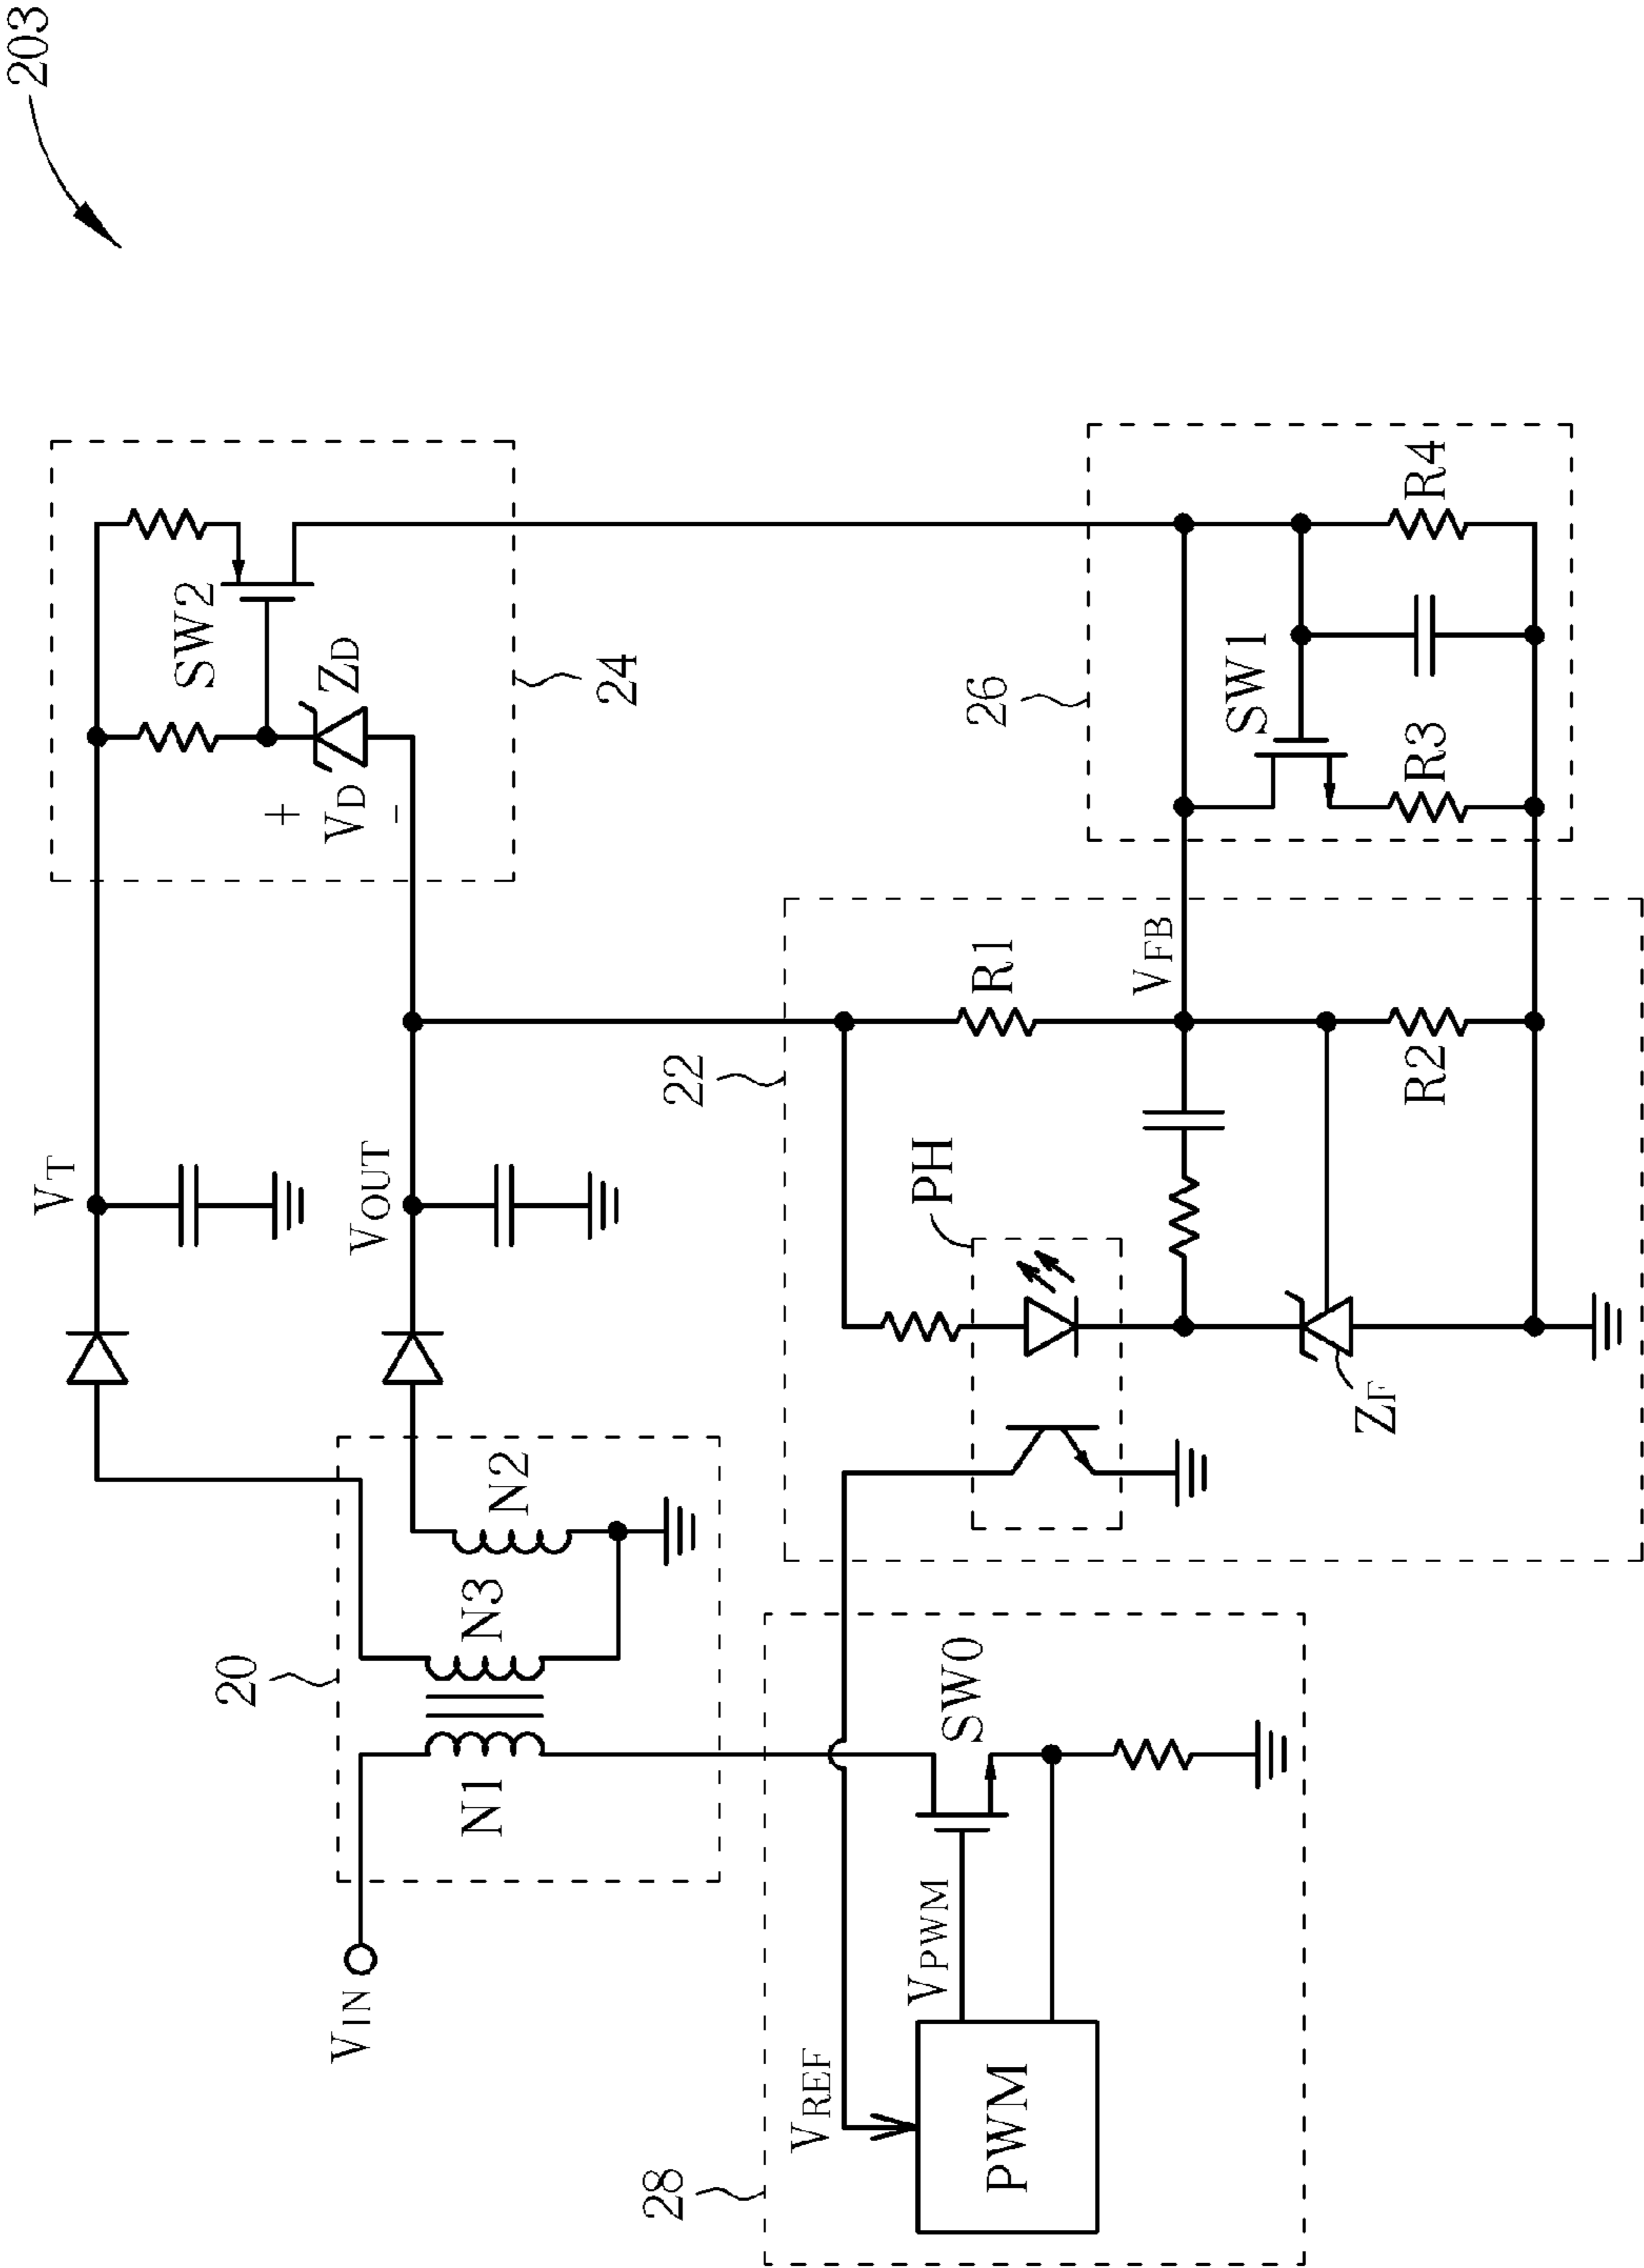 203
VT
SW2
ZD
+
VD
-
24
VOUT
20
N1
N3
N2
VIN
22
R1
PH
VFB
26
SW1
R3
R4
R2
ZF
28
VREF
VPWM
SW0
PWM